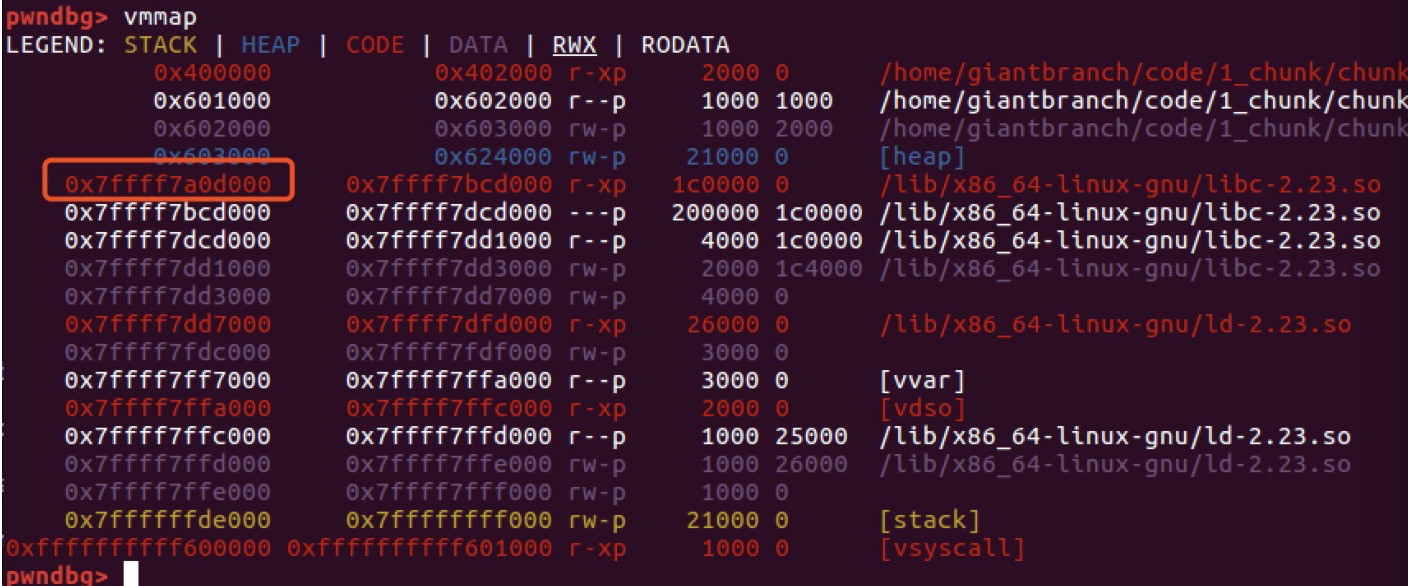 pwndbg> vmmap
LEGEND: STACK | HEAP | CODE | DATA | RWX | RODATA
0x400000 0x402000 r-xp 2000 0 /home/giantbranch/code/1_chunk/chunk
0x601000 0x602000 r--p 1000 1000 /home/giantbranch/code/1_chunk/chunk
0x602000 0x603000 rw-p 1000 2000 /home/giantbranch/code/1_chunk/chunk
0x603000 0x624000 rw-p 21000 0 [heap]
0x7ffff7a0d000 0x7ffff7bcd000 r-xp 1c0000 0 /lib/x86_64-linux-gnu/libc-2.23.so
0x7ffff7bcd000 0x7ffff7dcd000 ---p 200000 1c0000 /lib/x86_64-linux-gnu/libc-2.23.so
0x7ffff7dcd000 0x7ffff7dd1000 r--p 4000 1c0000 /lib/x86_64-linux-gnu/libc-2.23.so
0x7ffff7dd1000 0x7ffff7dd3000 rw-p 2000 1c4000 /lib/x86_64-linux-gnu/libc-2.23.so
0x7ffff7dd3000 0x7ffff7dd7000 rw-p 4000 0
0x7ffff7dd7000 0x7ffff7dfd000 r-xp 26000 0 /lib/x86_64-linux-gnu/ld-2.23.so
0x7ffff7fdc000 0x7ffff7fdf000 rw-p 3000 0
0x7ffff7ff7000 0x7ffff7ffa000 r--p 3000 0 [vvar]
0x7ffff7ffa000 0x7ffff7ffc000 r-xp 2000 0 [vdso]
0x7ffff7ffc000 0x7ffff7ffd000 r--p 1000 25000 /lib/x86_64-linux-gnu/ld-2.23.so
0x7ffff7ffd000 0x7ffff7ffe000 rw-p 1000 26000 /lib/x86_64-linux-gnu/ld-2.23.so
0x7ffff7ffe000 0x7ffff7fff000 rw-p 1000 0
0x7ffffffde000 0x7ffffffff000 rw-p 21000 0 [stack]
0xffffffffff600000 0xffffffffff601000 r-xp 1000 0 [vsyscall]
pwndbg>